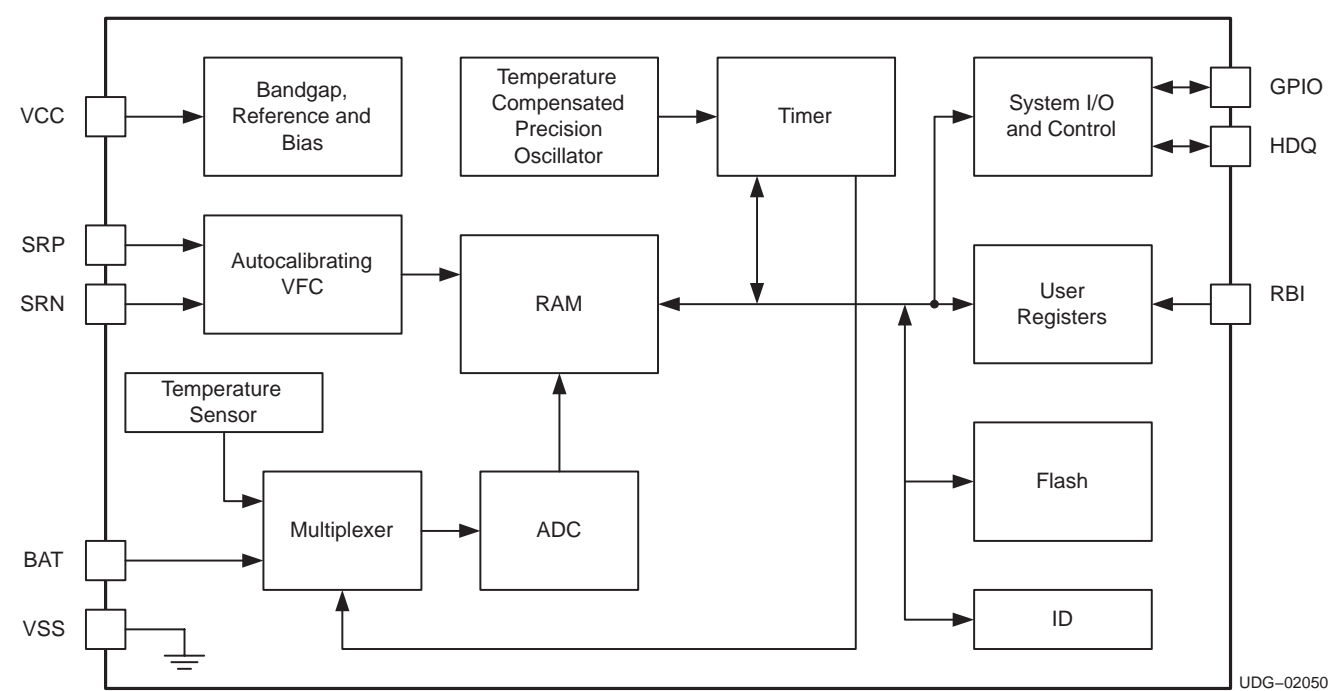 VCC
Bandgap,
Reference and
Bias
Temperature
Compensated
Precision
Oscillator
Timer
System I/O
and Control
GPIO
HDQ
SRP
SRN
Autocalibrating
VFC
RAM
User
Registers
RBI
Temperature
Sensor
Multiplexer
ADC
Flash
BAT
VSS
ID
UDG–02050